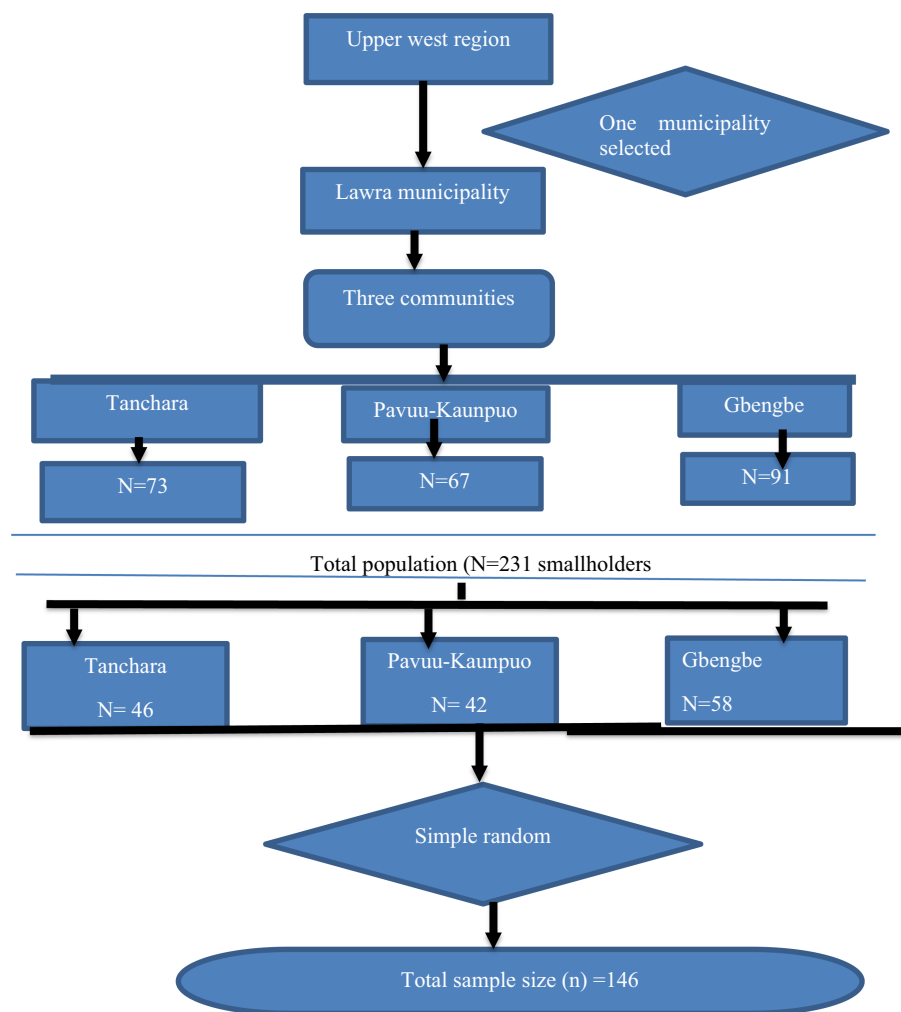 Upper west region
One municipality
selected
Lawra municipality
Three communities
Tanchara
Pavuu-Kaunpuo
Gbengbe
N=73
N=67
N=91
Total population (N=231 smallholders
Tanchara
N= 46
Pavuu-Kaunpuo
N= 42
Gbengbe
N=58
Simple random
Total sample size (n) =146